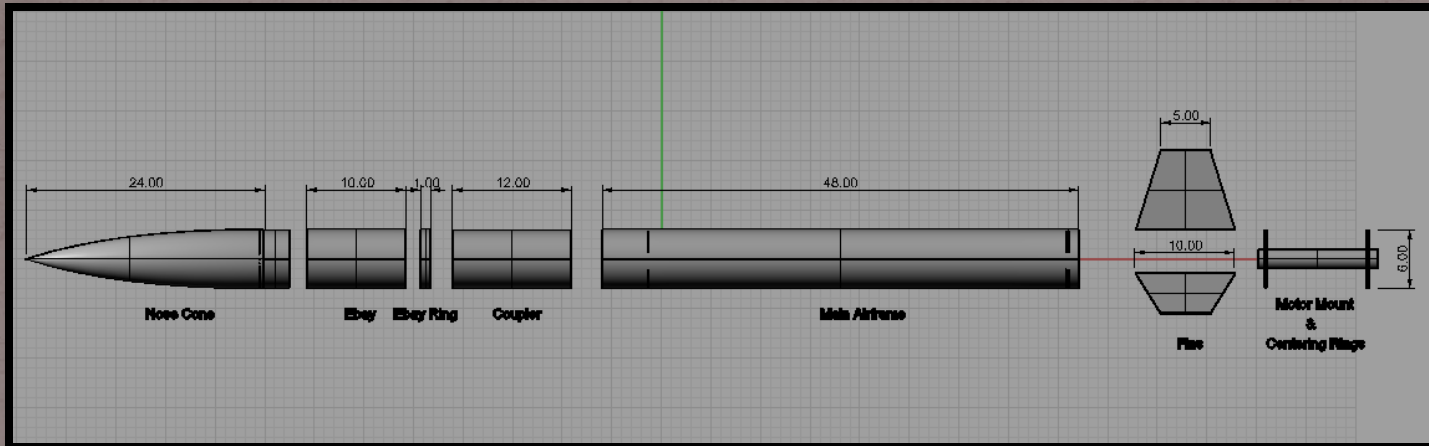 5.00
24.00
10.00
1.00
12.00
48.00
10.00
6.00
Nose Cone
Ebay
Ebay Ring
Coupler
Main Airframe
Fins
Motor Mount
&
Centering Rings